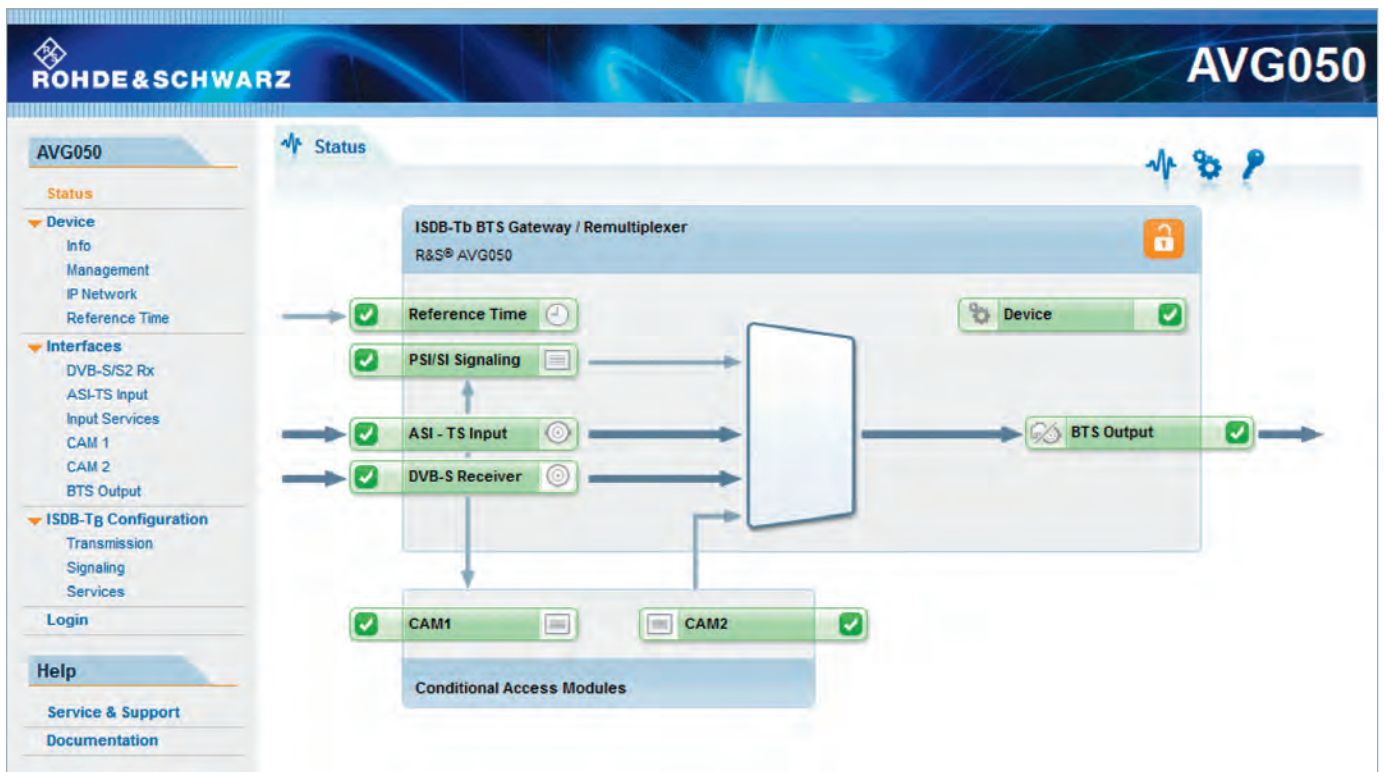 ROHDE & SCHWARZ
AVG050
AVG050
Status
Device
Info
Management
IP Network
Reference Time
Interfaces
DVB-S/S2 Rx
ASI-TS Input
Input Services
CAM 1
CAM 2
BTS Output
ISDB-TB Configuration
Transmission
Signaling
Services
Login
Help
Service & Support
Documentation
Status
ISDB-Tb BTS Gateway / Remultiplexer
R&S® AVG050
Reference Time
Device
PSI/SI Signaling
ASI - TS Input
BTS Output
DVB-S Receiver
CAM1
CAM2
Conditional Access Modules